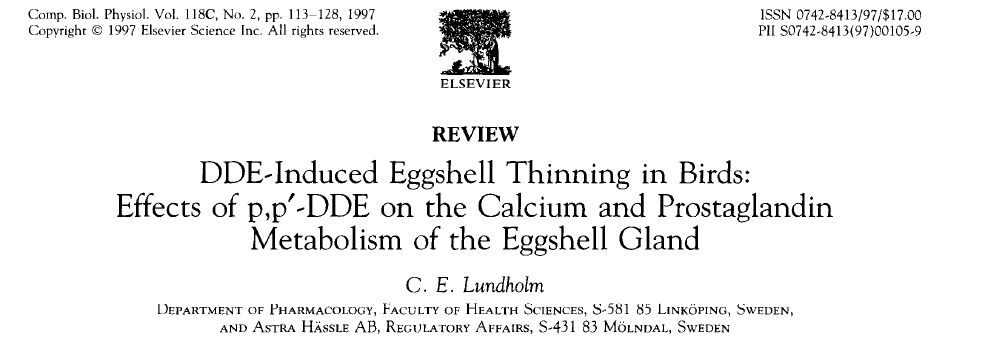 Comp. Biol. Physiol. Vol. 118C, No. 2, pp. 113–128, 1997
Copyright © 1997 Elsevier Science Inc. All rights reserved.
ISSN 0742-8413/97/$17.00
PII S0742-8413(97)00105-9
ELSEVIER
REVIEW
DDE-Induced Eggshell Thinning in Birds:
Effects of p,p′-DDE on the Calcium and Prostaglandin
Metabolism of the Eggshell Gland
C. E. Lundholm
Department of Pharmacology, Faculty of Health Sciences, S-581 85 Linköping, Sweden,
and Astra Hässle AB, Regulatory Affairs, S-431 83 Mölndal, Sweden